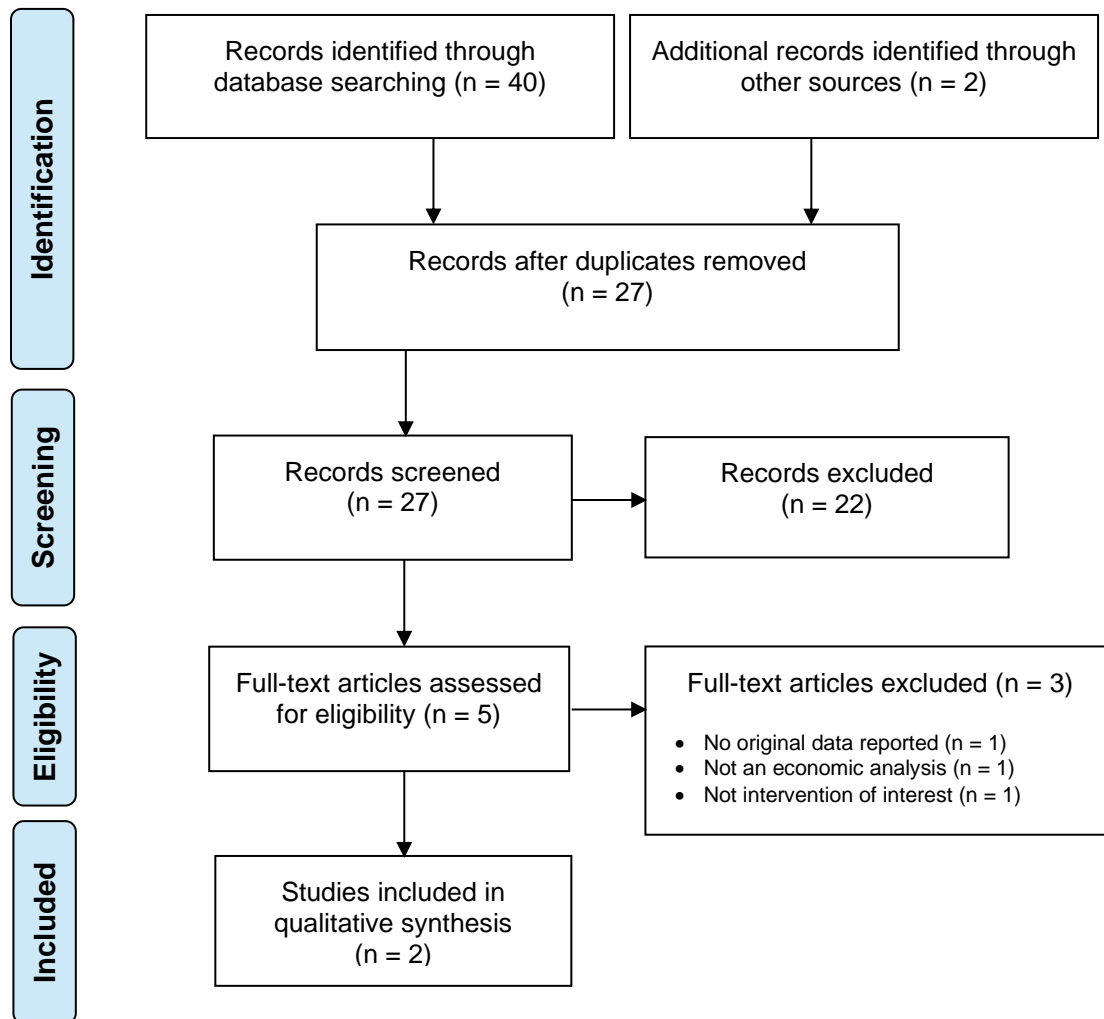 Identification
Records identified through
database searching (n = 40)
Additional records identified through
other sources (n = 2)
Records after duplicates removed
(n = 27)
Screening
Records screened
(n = 27)
Records excluded
(n = 22)
Eligibility
Full-text articles assessed
for eligibility (n = 5)
Full-text articles excluded (n = 3)
• No original data reported (n = 1)
• Not an economic analysis (n = 1)
• Not intervention of interest (n = 1)
Included
Studies included in
qualitative synthesis
(n = 2)